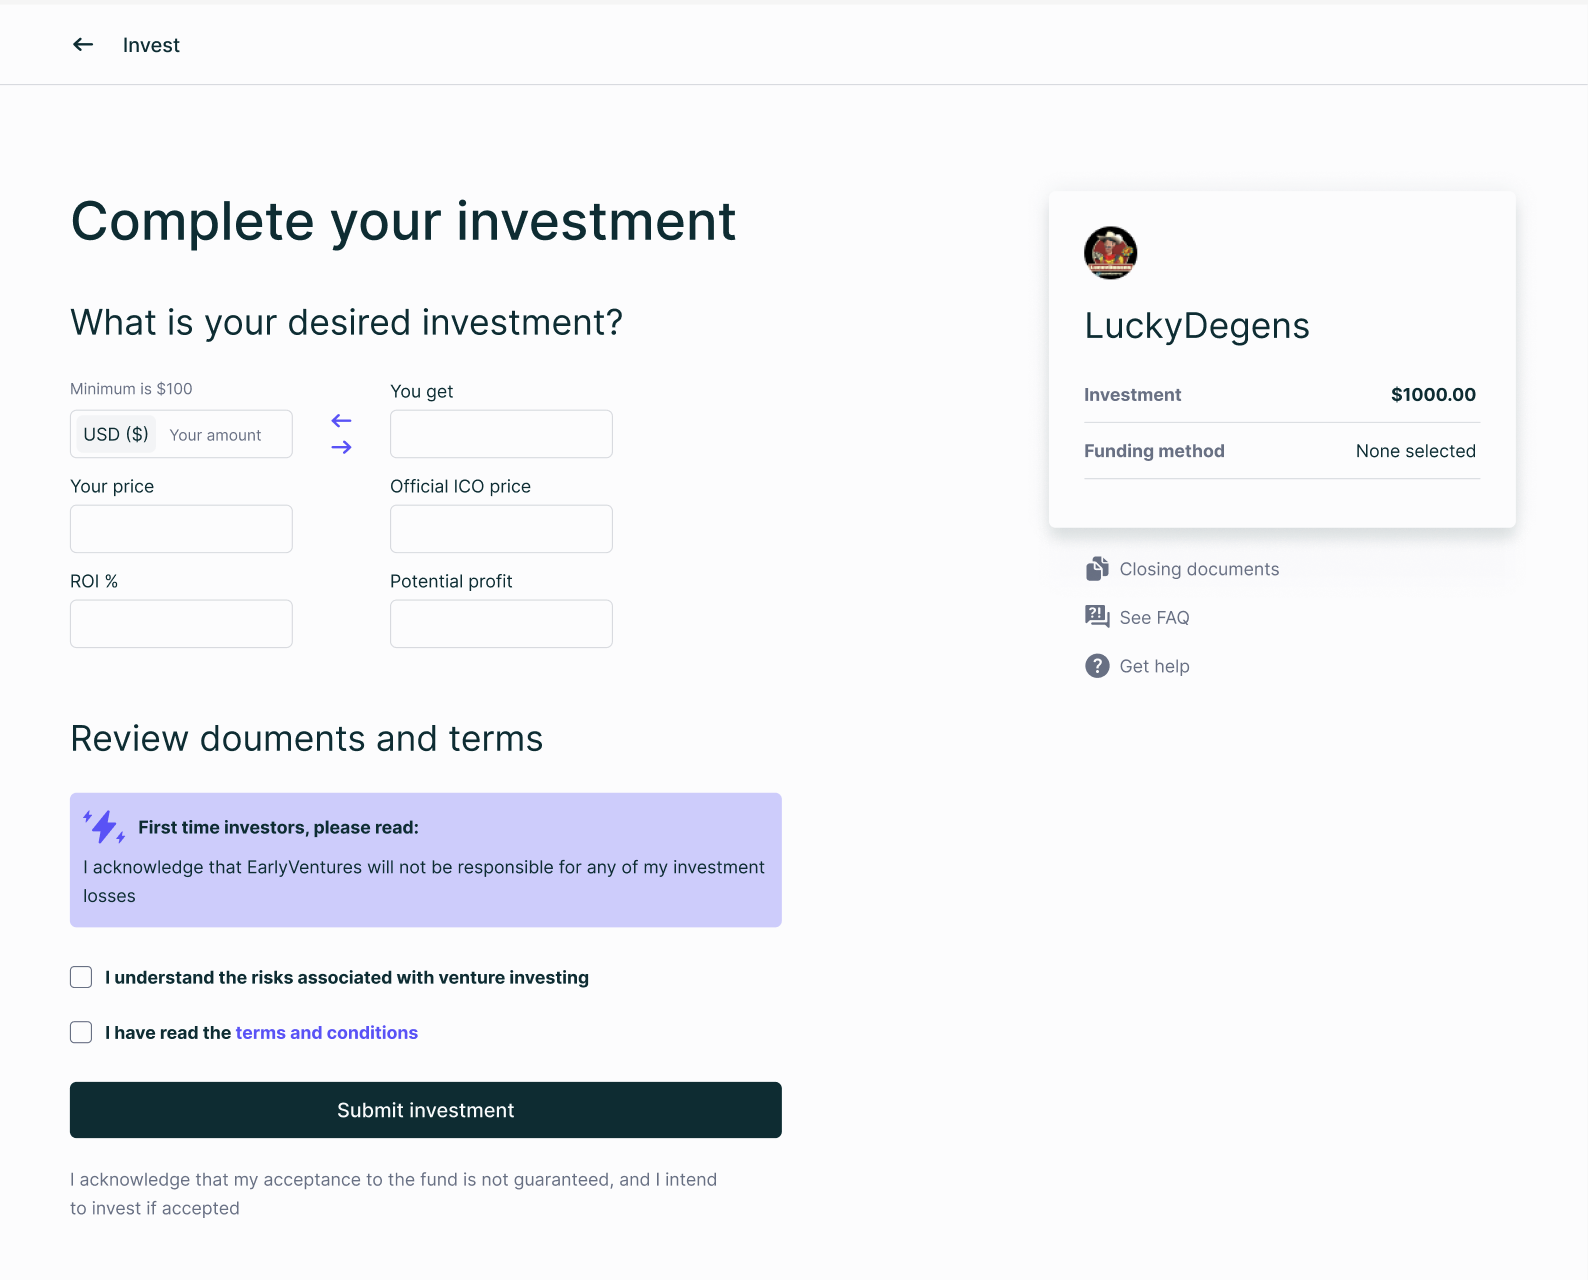 Invest
Complete your investment
What is your desired investment?
Minimum is $100
You get
USD ($) Your amount
Your price
Official ICO price
ROI %
Potential profit
Review douments and terms
First time investors, please read:
I acknowledge that EarlyVentures will not be responsible for any of my investment
losses
I understand the risks associated with venture investing
I have read the terms and conditions
Submit investment
I acknowledge that my acceptance to the fund is not guaranteed, and I intend
to invest if accepted
LuckyDegens
Investment $1000.00
Funding method None selected
Closing documents
?! See FAQ
? Get help